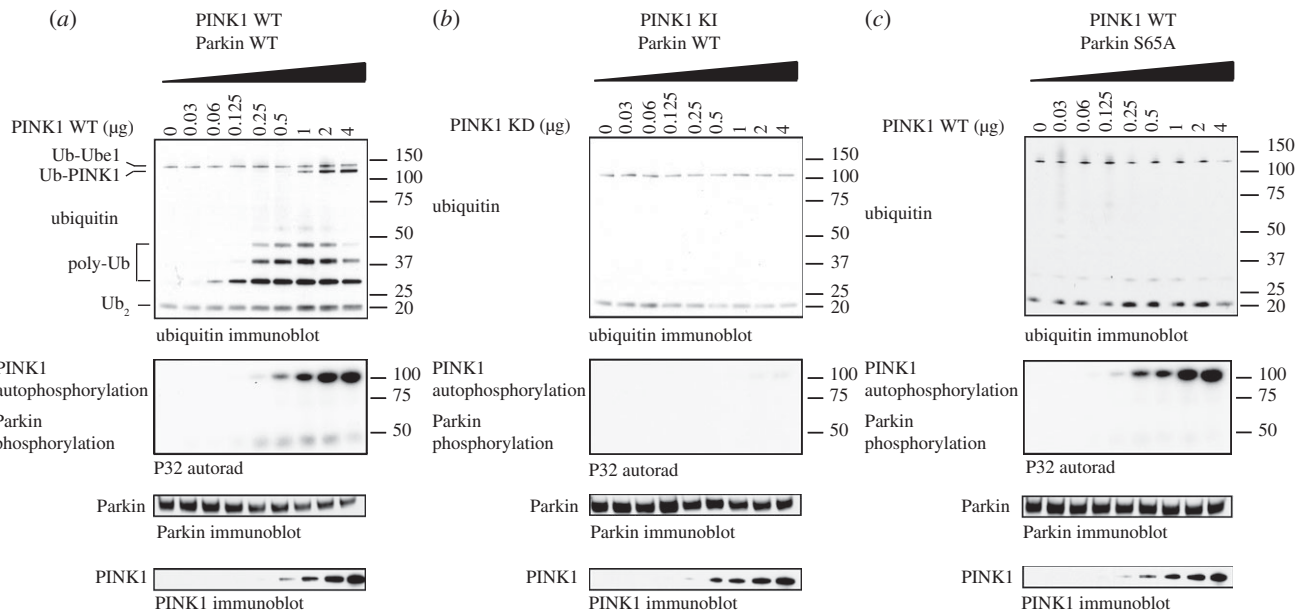 (a)
PINK1 WT
Parkin WT
PINK1 WT (µg)
0 0.03 0.06 0.125 0.25 0.5 1 2 4
Ub-Ube1
Ub-PINK1
ubiquitin
poly-Ub
Ub2
150
100
75
50
37
25
20
ubiquitin immunoblot
PINK1
autophosphorylation
Parkin
phosphorylation
100
75
50
P32 autorad
Parkin
Parkin immunoblot
PINK1
PINK1 immunoblot
(b)
PINK1 KI
Parkin WT
PINK1 KD (µg)
0 0.03 0.06 0.125 0.25 0.5 1 2 4
ubiquitin
150
100
75
50
37
25
20
ubiquitin immunoblot
PINK1
autophosphorylation
Parkin
phosphorylation
100
75
50
P32 autorad
Parkin
Parkin immunoblot
PINK1
PINK1 immunoblot
(c)
PINK1 WT
Parkin S65A
PINK1 WT (µg)
0 0.03 0.06 0.125 0.25 0.5 1 2 4
ubiquitin
150
100
75
50
37
25
20
ubiquitin immunoblot
PINK1
autophosphorylation
Parkin
phosphorylation
100
75
50
P32 autorad
Parkin
Parkin immunoblot
PINK1
PINK1 immunoblot